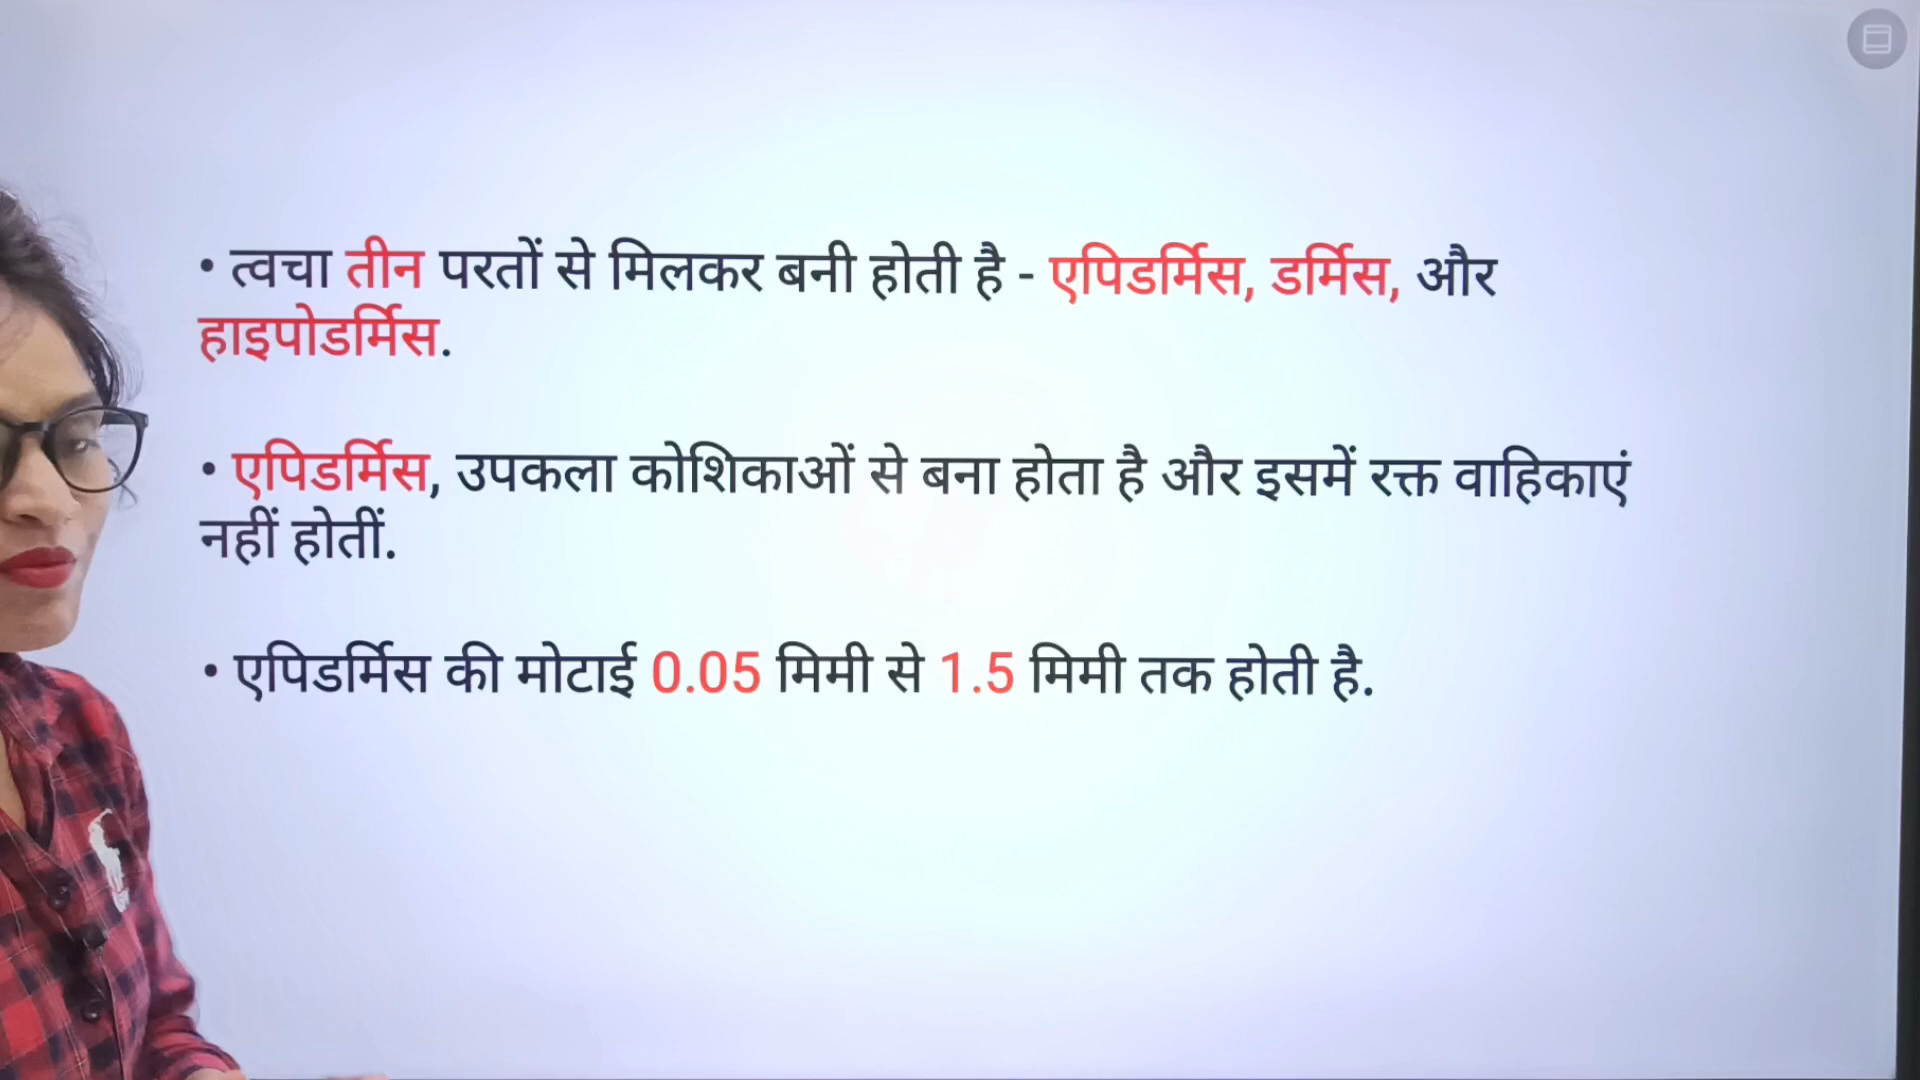 • त्वचा तीन परतों से मिलकर बनी होती है - एपिडर्मिस, डर्मिस, और
हाइपोडर्मिस.
• एपिडर्मिस, उपकला कोशिकाओं से बना होता है और इसमें रक्त वाहिकाएं
नहीं होतीं.
• एपिडर्मिस की मोटाई 0.05 मिमी से 1.5 मिमी तक होती है.